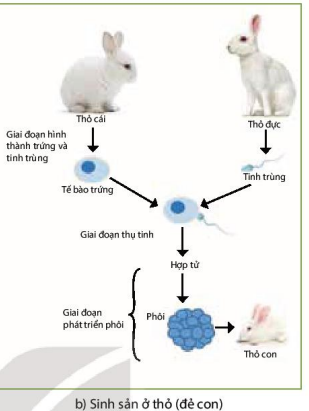 Thỏ cái
Thỏ đực
Giai đoạn hình
thành trứng và
tinh trùng
Tế bào trứng
Tinh trùng
Giai đoạn thụ tinh
Hợp tử
Giai đoạn
phát triển phôi
Phôi
Thỏ con
b) Sinh sản ở thỏ (đẻ con)